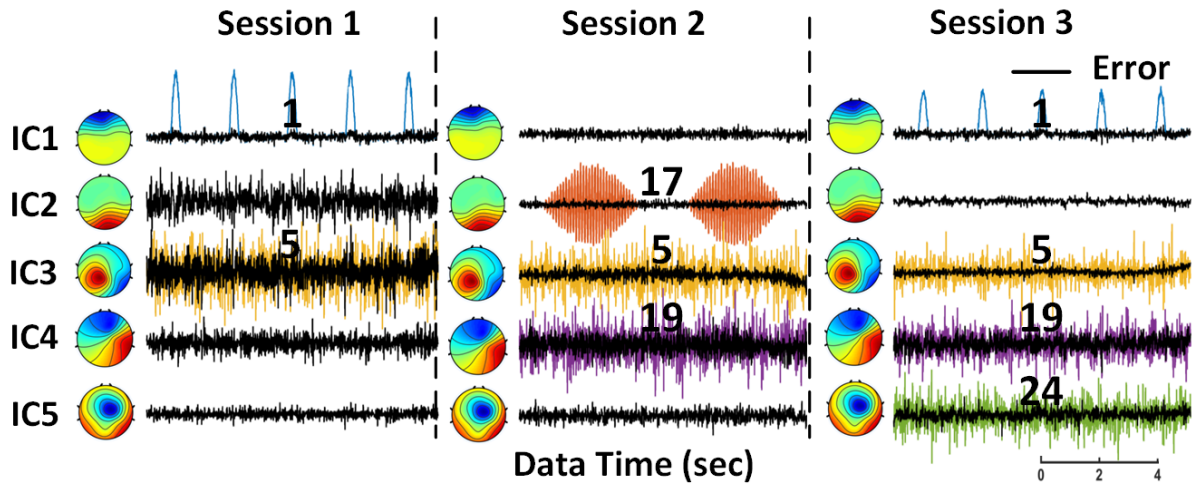 Session 1
Session 2
Session 3
Error
IC1
1
1
IC2
17
IC3
5
5
5
IC4
19
19
IC5
24
Data Time (sec)
0 2 4